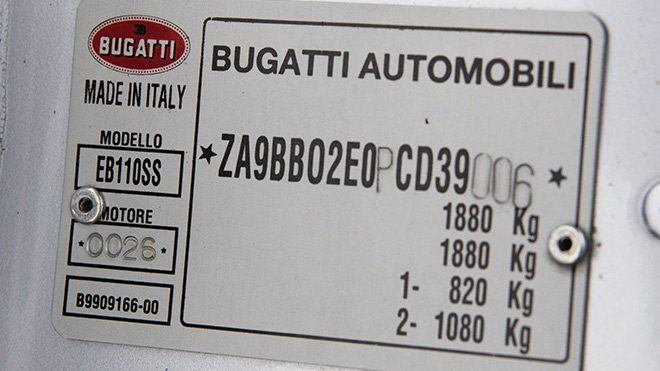 BUGATTI
MADE IN ITALY
MODELLO
EB110SS
MOTORE
*0026*
B9909166-00
BUGATTI AUTOMOBILI
★ZA9BB02E0PCD39006★
1880 Kg
1880 Kg
1- 820 Kg
2- 1080 Kg